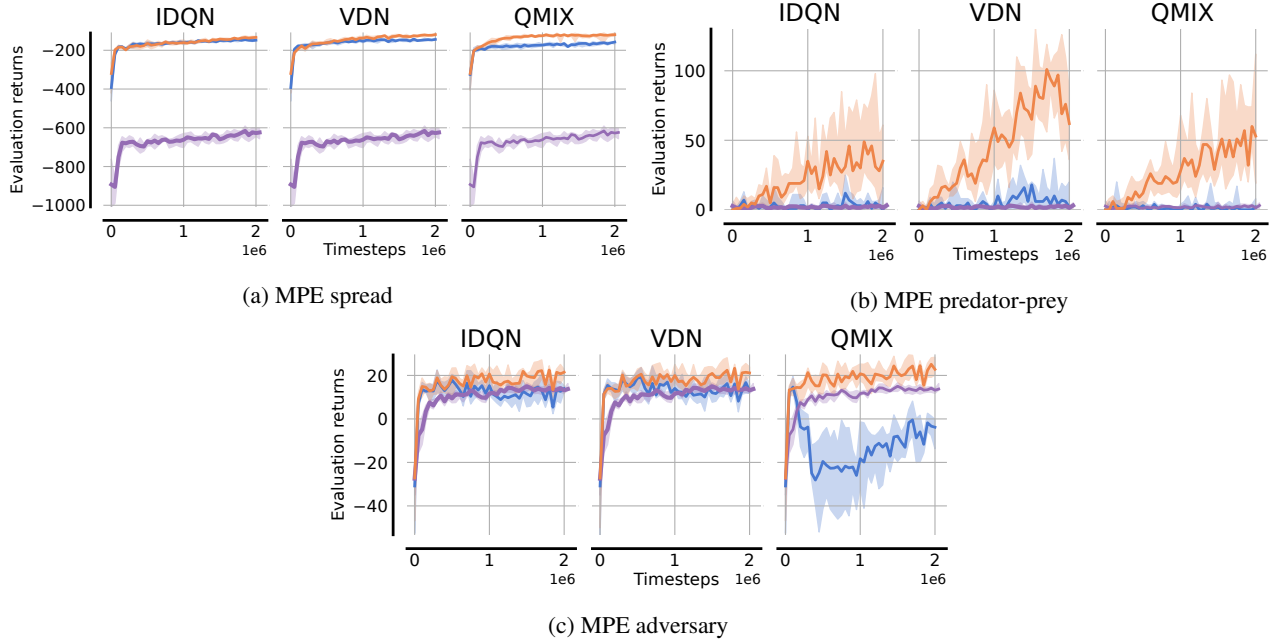 IDQN VDN QMIX
Evaluation returns
−200
−400
−600
−800
−1000
0 1 2 0 1 2 0 1 2
1e6 Timesteps 1e6 1e6
(a) MPE spread
IDQN VDN QMIX
Evaluation returns
100
50
0
0 1 2 0 1 2 0 1 2
1e6 Timesteps 1e6 1e6
(b) MPE predator-prey
IDQN VDN QMIX
Evaluation returns
20
0
−20
−40
0 1 2 0 1 2 0 1 2
1e6 Timesteps 1e6 1e6
(c) MPE adversary